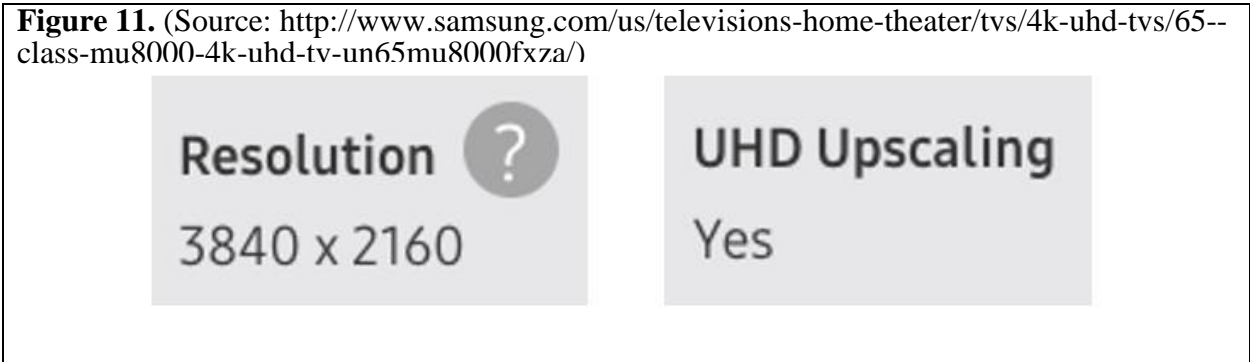 Figure 11. (Source: http://www.samsung.com/us/televisions-home-theater/tvs/4k-uhd-tvs/65--
class-mu8000-4k-uhd-tv-un65mu8000fxza/)
Resolution ?
3840 x 2160
UHD Upscaling
Yes